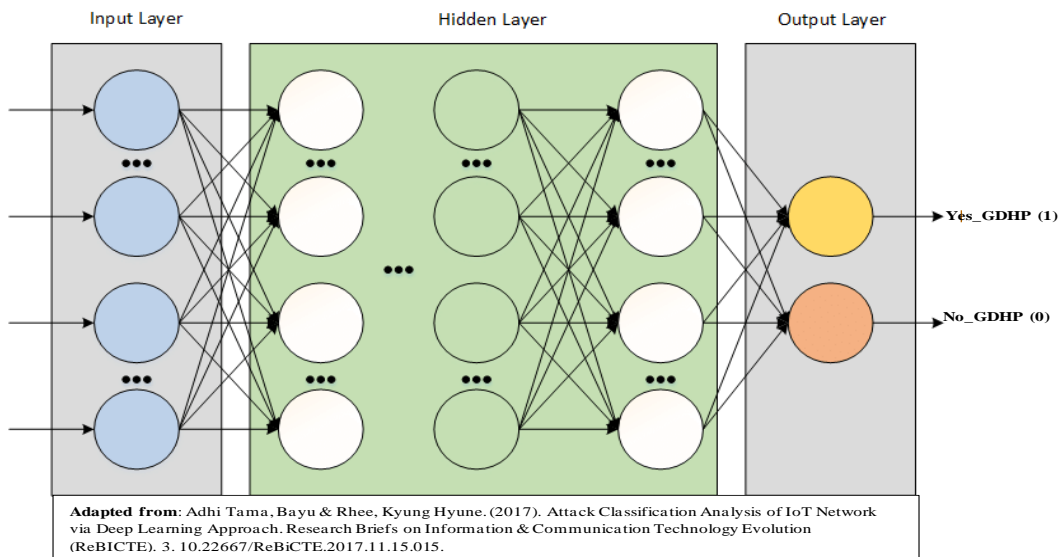 Input Layer
Hidden Layer
Output Layer
Yes_GDHP (1)
No_GDHP (0)
Adapted from: Adhi Tama, Bayu & Rhee, Kyung Hyune. (2017). Attack Classification Analysis of IoT Network
via Deep Learning Approach. Research Briefs on Information & Communication Technology Evolution
(ReBICTE). 3. 10.22667/ReBiCTE.2017.11.15.015.